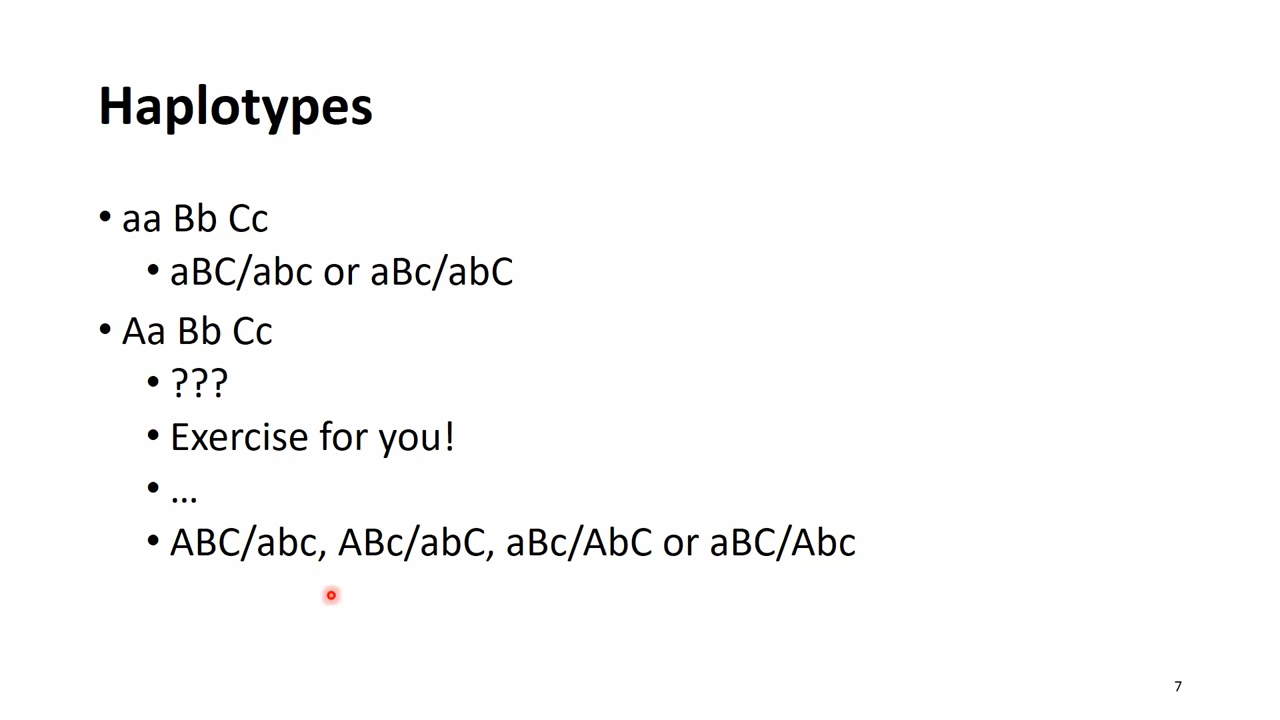 Haplotypes
• aa Bb Cc
• aBC/abc or aBc/abC
• Aa Bb Cc
• ???
• Exercise for you!
• ...
• ABC/abc, ABc/abC, aBc/AbC or aBC/Abc
7